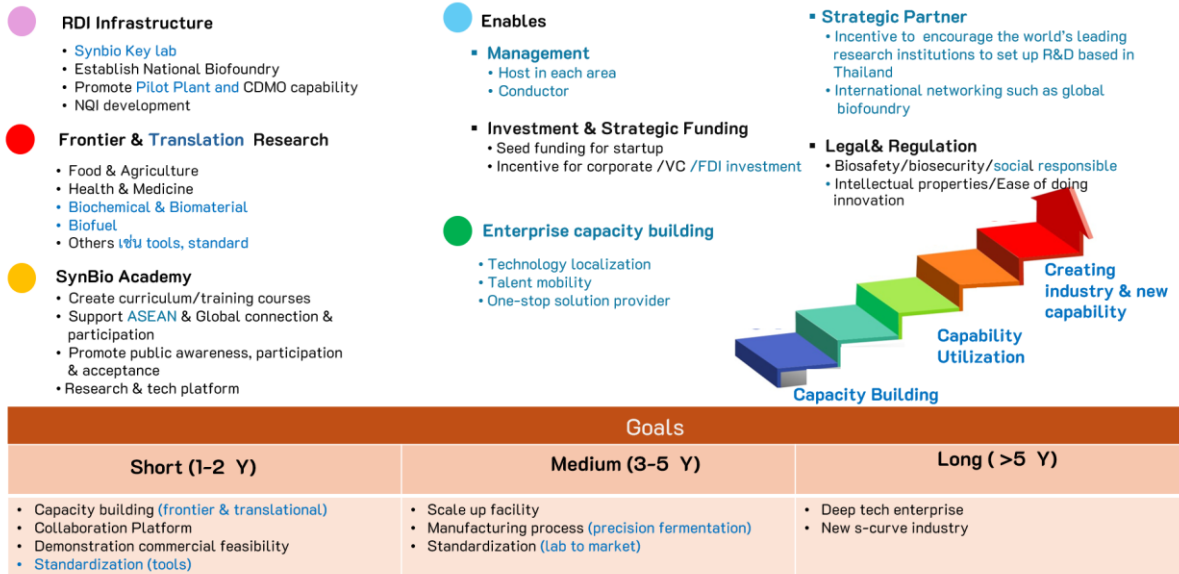 RDI Infrastructure
• Synbio Key lab
• Establish National Biofoundry
• Promote Pilot Plant and CDMO capability
• NQI development
Frontier & Translation Research
• Food & Agriculture
• Health & Medicine
• Biochemical & Biomaterial
• Biofuel
• Others เช่น tools, standard
SynBio Academy
• Create curriculum/training courses
• Support ASEAN & Global connection &
participation
• Promote public awareness, participation
& acceptance
• Research & tech platform
Enables
▪ Management
• Host in each area
• Conductor
▪ Investment & Strategic Funding
• Seed funding for startup
• Incentive for corporate /VC /FDI investment
Enterprise capacity building
• Technology localization
• Talent mobility
• One-stop solution provider
▪ Strategic Partner
• Incentive to encourage the world's leading
research institutions to set up R&D based in
Thailand
• International networking such as global
biofoundry
▪ Legal& Regulation
• Biosafety/biosecurity/social responsible
• Intellectual properties/Ease of doing
innovation
Creating
industry & new
capability
Capability
Utilization
Capacity Building
Goals
Short (1-2 Y)
Medium (3-5 Y)
Long ( >5 Y)
• Capacity building (frontier & translational)
• Collaboration Platform
• Demonstration commercial feasibility
• Standardization (tools)
• Scale up facility
• Manufacturing process (precision fermentation)
• Standardization (lab to market)
• Deep tech enterprise
• New s-curve industry